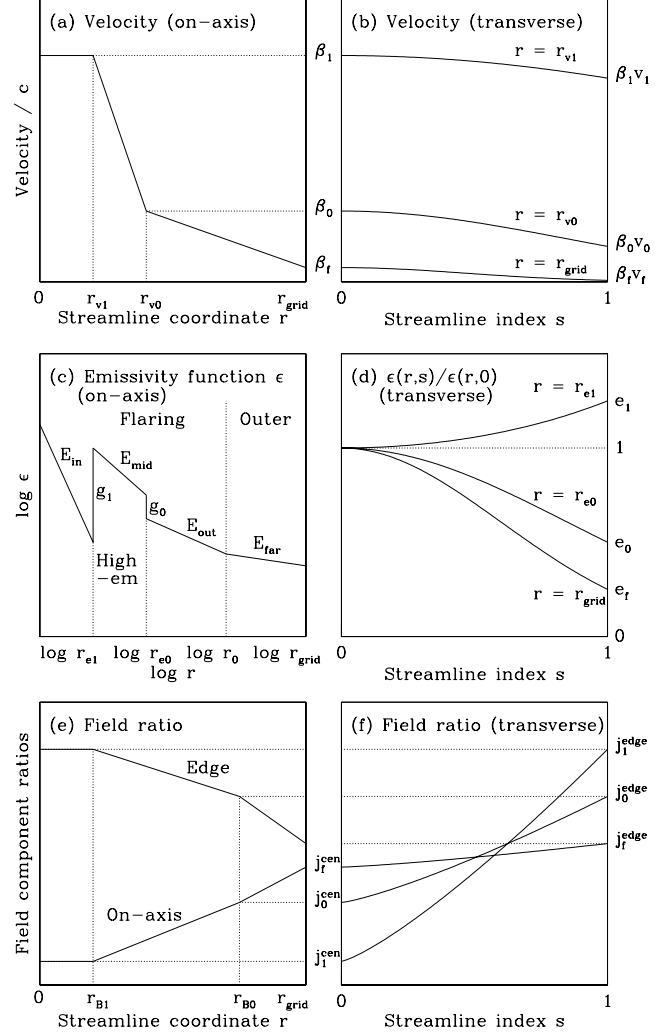 (a) Velocity (on-axis)
Velocity / c
β1
β0
βf
0 rv1 rv0 rgrid
Streamline coordinate r
(b) Velocity (transverse)
r = rv1
β1v1
r = rv0
β0v0
r = rgrid
βfvf
0 1
Streamline index s
(c) Emissivity function ϵ
(on-axis)
Flaring Outer
log ϵ
Ein
Emid
g1
g0
Eout
Efar
High
-em
log re1 log re0 log r0 log rgrid
log r
(d) ϵ(r,s)/ϵ(r,0)
(transverse)
r = re1
e1
1
r = re0
e0
r = rgrid
ef
0
0 1
Streamline index s
(e) Field ratio
Field component ratios
Edge
On-axis
jfcen
j0cen
j1cen
0 rB1 rB0 rgrid
Streamline coordinate r
(f) Field ratio (transverse)
j1edge
j0edge
jfedge
0 1
Streamline index s